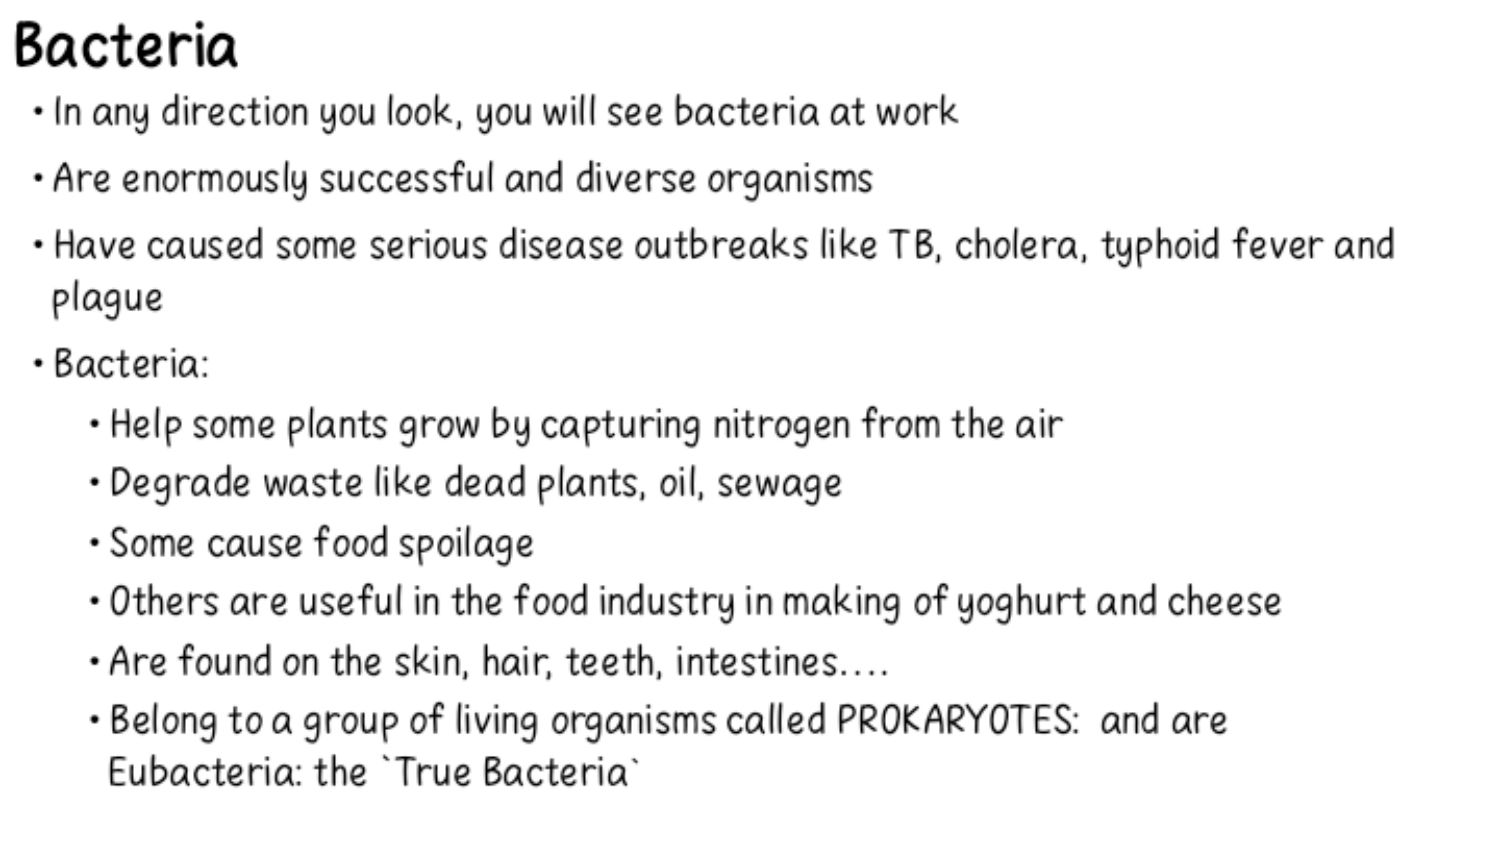 Bacteria
• In any direction you look, you will see bacteria at work
• Are enormously successful and diverse organisms
• Have caused some serious disease outbreaks like TB, cholera, typhoid fever and
plague
• Bacteria:
• Help some plants grow by capturing nitrogen from the air
• Degrade waste like dead plants, oil, sewage
• Some cause food spoilage
• Others are useful in the food industry in making of yoghurt and cheese
• Are found on the skin, hair, teeth, intestines....
• Belong to a group of living organisms called PROKARYOTES:  and are
Eubacteria: the `True Bacteria`